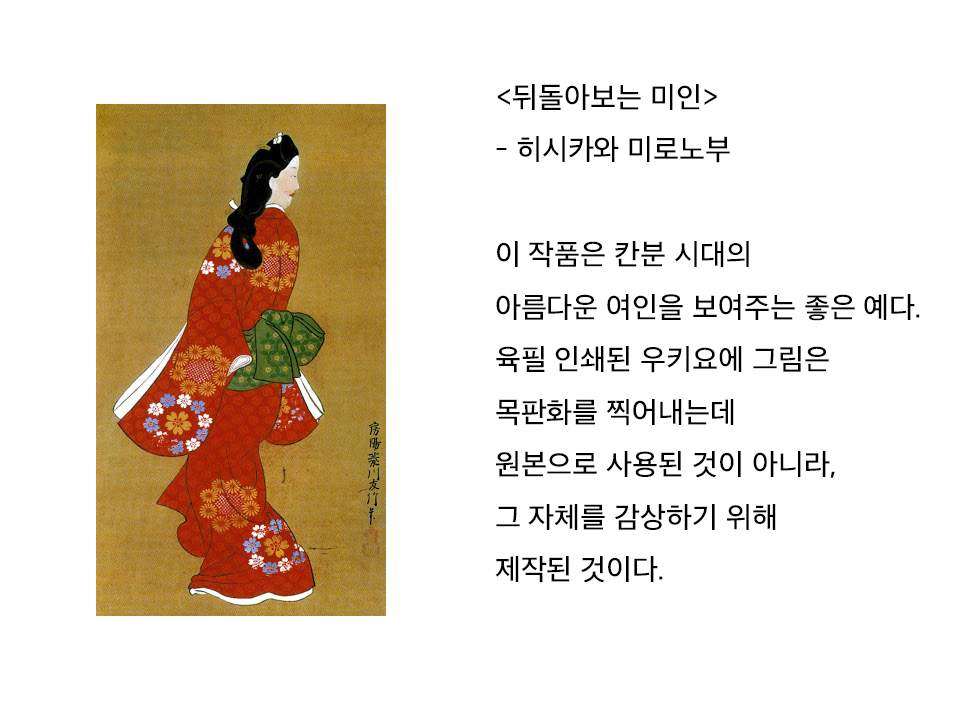 <뒤돌아보는 미인>
- 히시카와 미로노부
이 작품은 칸분 시대의
아름다운 여인을 보여주는 좋은 예다.
육필 인쇄된 우키요에 그림은
목판화를 찍어내는데
원본으로 사용된 것이 아니라,
그 자체를 감상하기 위해
제작된 것이다.
房陽菱川友竹筆